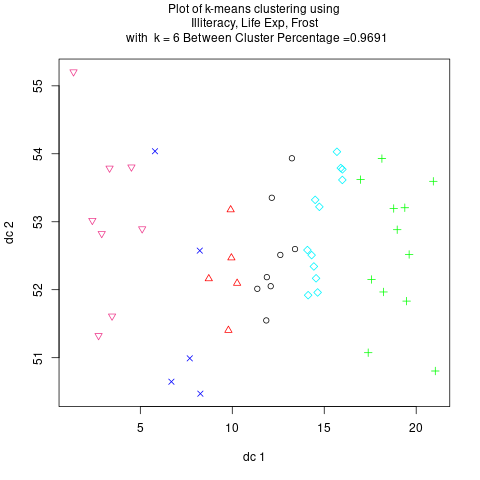 Plot of k-means clustering using
Illiteracy, Life Exp, Frost
with  k = 6 Between Cluster Percentage =0.9691
55
54
53
52
51
dc 2
5
10
15
20
dc 1